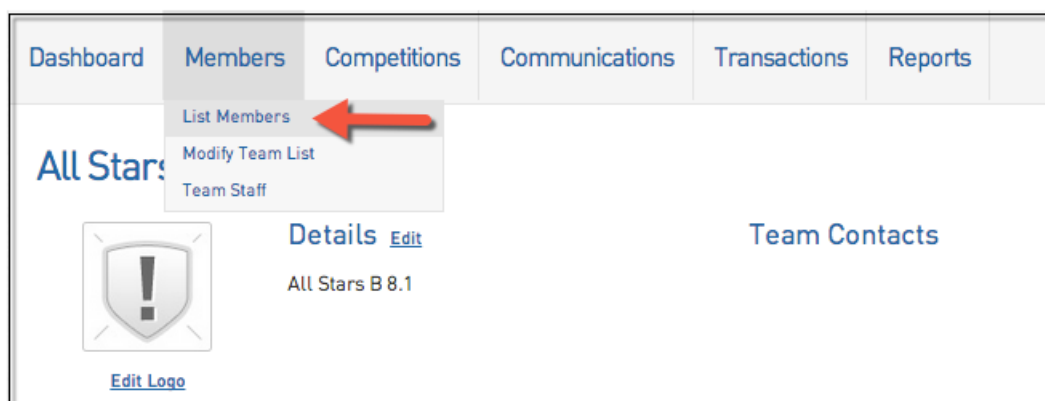 Dashboard Members Competitions Communications Transactions Reports
List Members
Modify Team List
Team Staff
All Stars
Details Edit
Team Contacts
All Stars B 8.1
Edit Logo